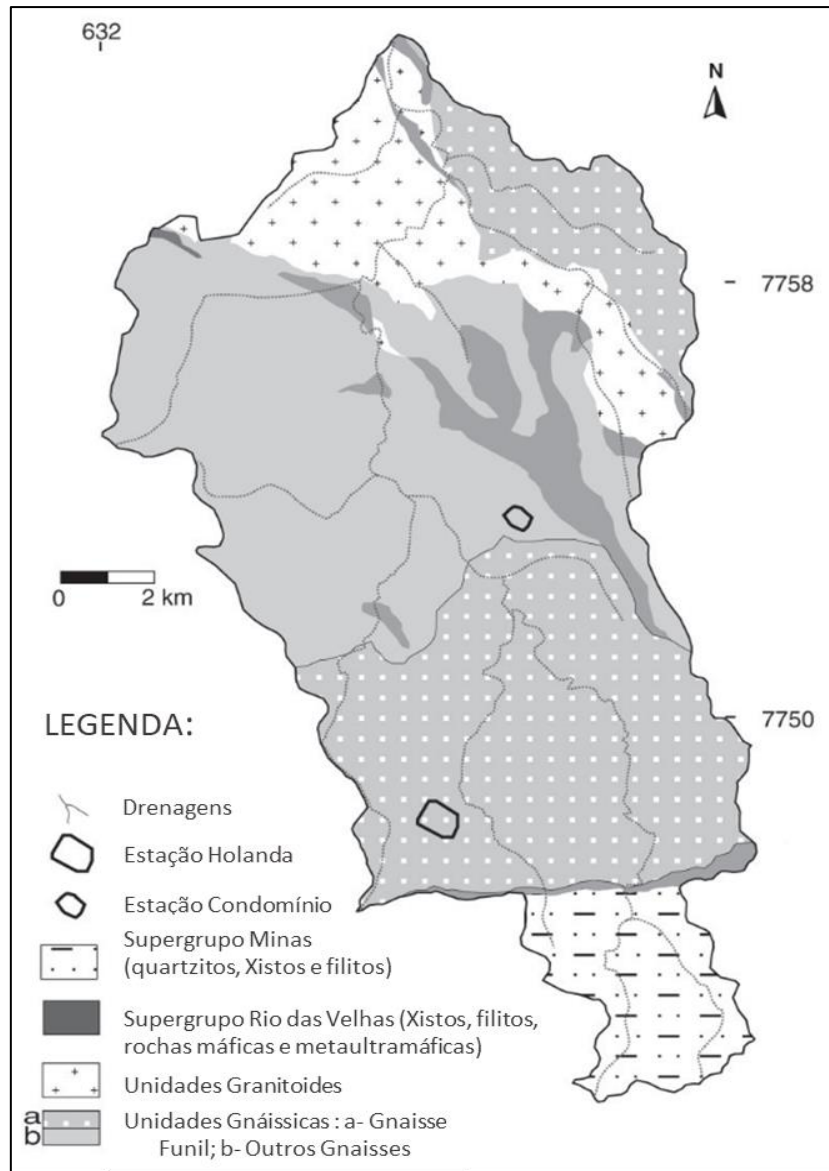 632
N
7758
0 2 km
7750
LEGENDA:
Drenagens
Estação Holanda
Estação Condomínio
Supergrupo Minas
(quartzitos, Xistos e filitos)
Supergrupo Rio das Velhas (Xistos, filitos,
rochas máficas e metaultramáficas)
Unidades Granitoides
a
b
Unidades Gnáissicas : a- Gnaisse
Funil; b- Outros Gnaisses